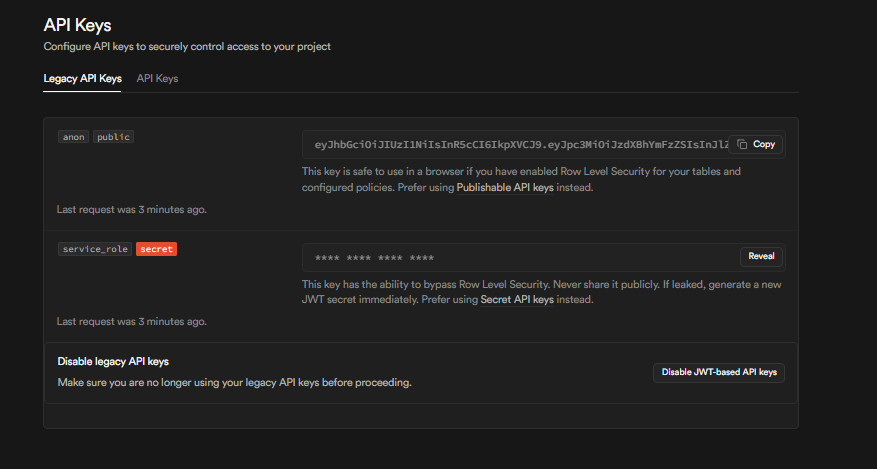 API Keys
Configure API keys to securely control access to your project
Legacy API Keys API Keys
anon public
eyJhbGciOiJIUzI1NiIsInR5cCI6IkpXVCJ9.eyJpc3MiOiJzdXBhYmFzZSIsInJlZ Copy
This key is safe to use in a browser if you have enabled Row Level Security for your tables and
configured policies. Prefer using Publishable API keys instead.
Last request was 3 minutes ago.
service_role secret
**** **** **** **** Reveal
This key has the ability to bypass Row Level Security. Never share it publicly. If leaked, generate a new
JWT secret immediately. Prefer using Secret API keys instead.
Last request was 3 minutes ago.
Disable legacy API keys
Make sure you are no longer using your legacy API keys before proceeding.
Disable JWT-based API keys